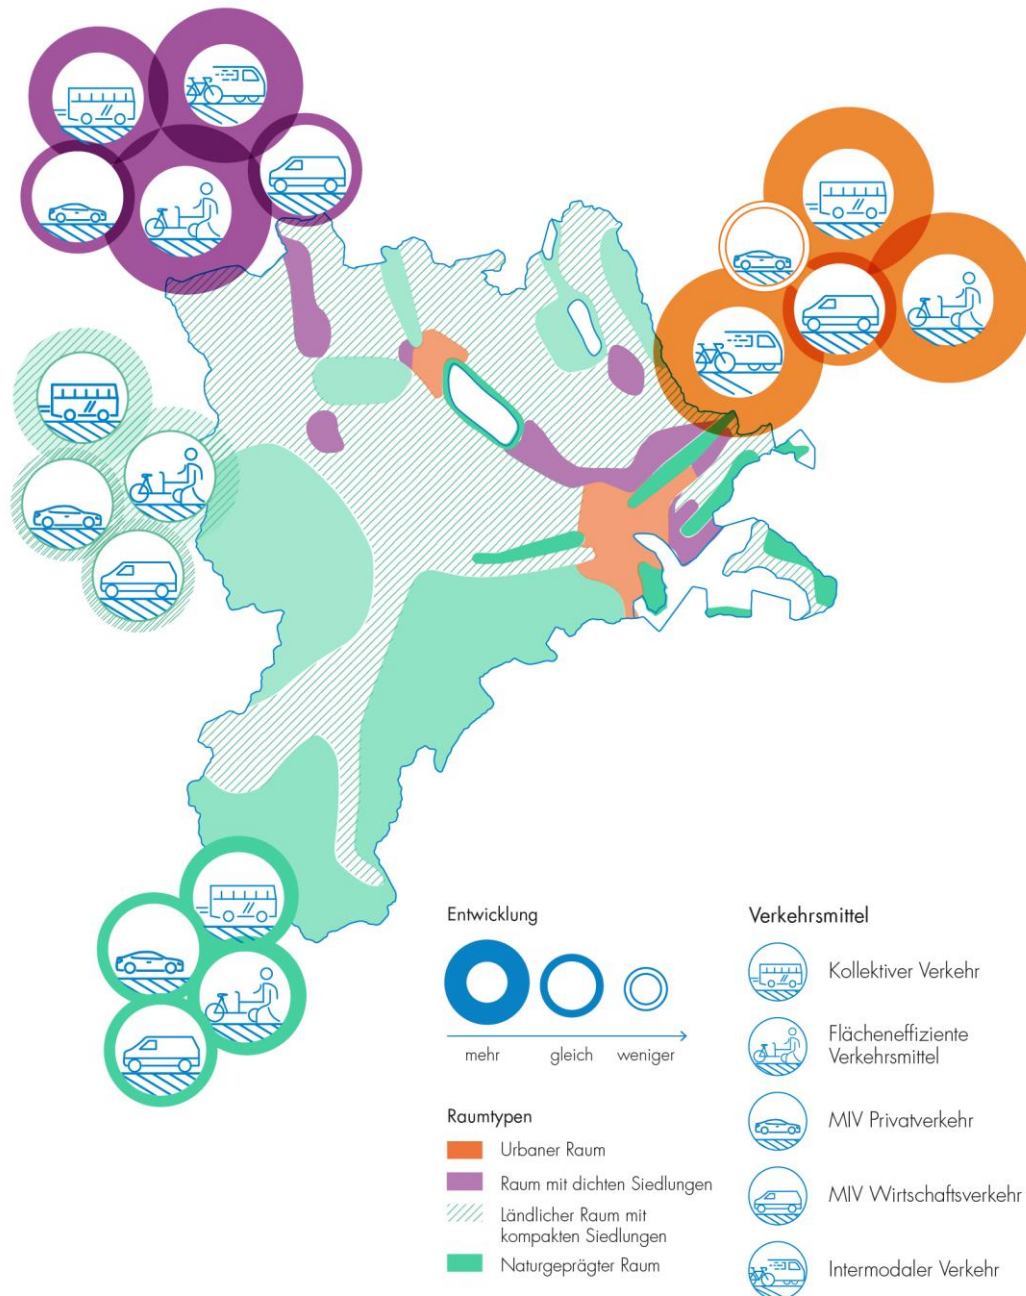 Entwicklung
mehr
gleich
weniger
Raumtypen
Urbaner Raum
Raum mit dichten Siedlungen
Ländlicher Raum mit
kompakten Siedlungen
Naturgeprägter Raum
Verkehrsmittel
Kollektiver Verkehr
Flächeneffiziente
Verkehrsmittel
MIV Privatverkehr
MIV Wirtschaftsverkehr
Intermodaler Verkehr